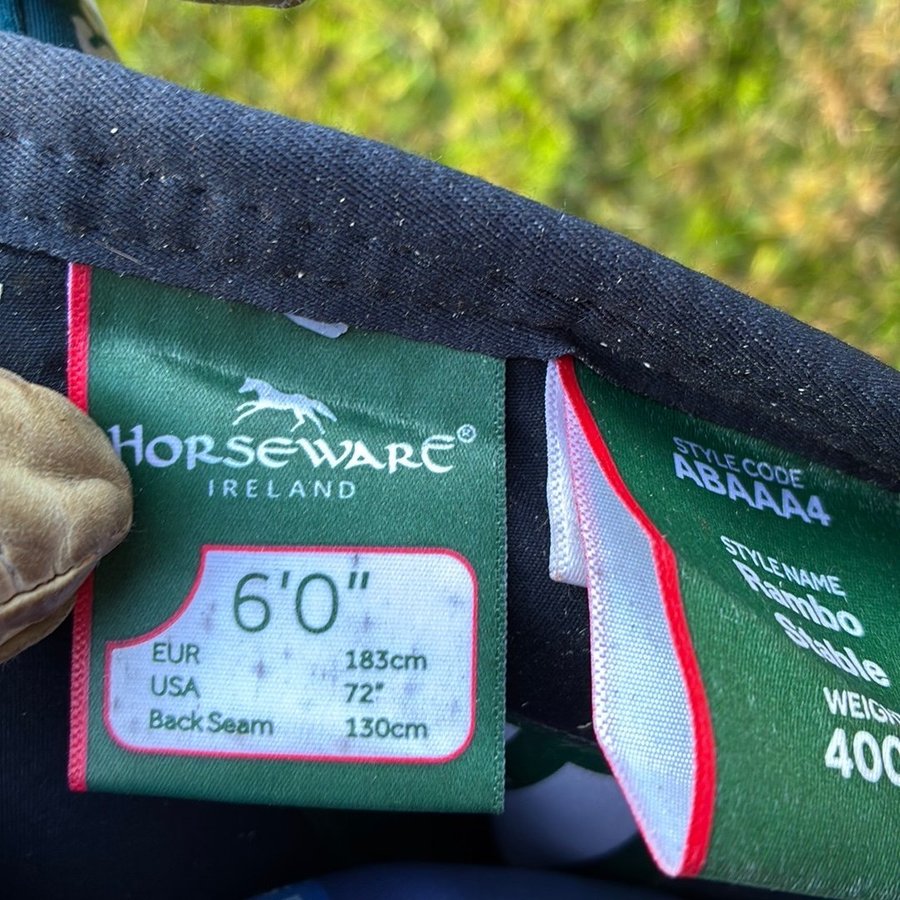 HORSEWARE®
IRELAND
6'0"
EUR 183cm
USA 72"
Back Seam 130cm
STYLE CODE
ABAAA4
STYLE NAME
Rambo
Stable
WEIGH
400